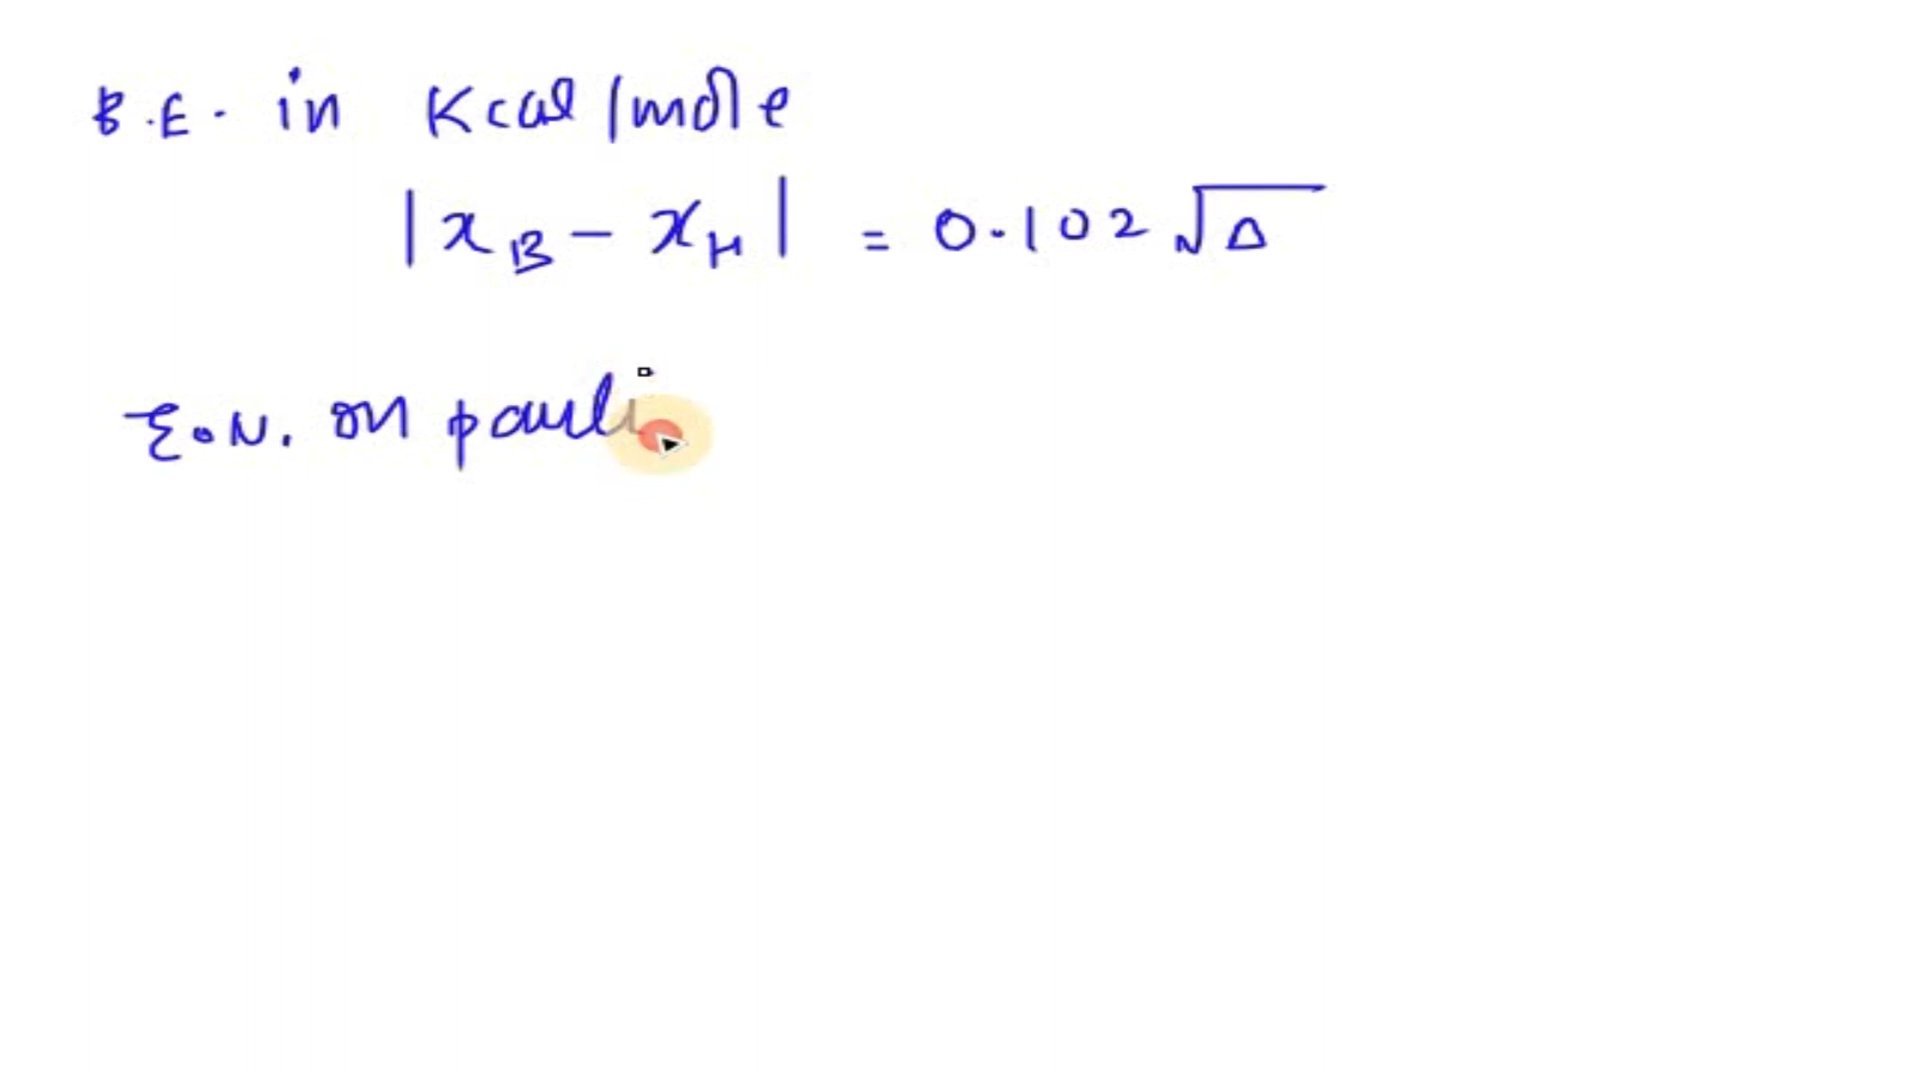 B.E. in Kcal/mole
|x_B - x_H| = 0.102 √Δ
E.N. on pauli